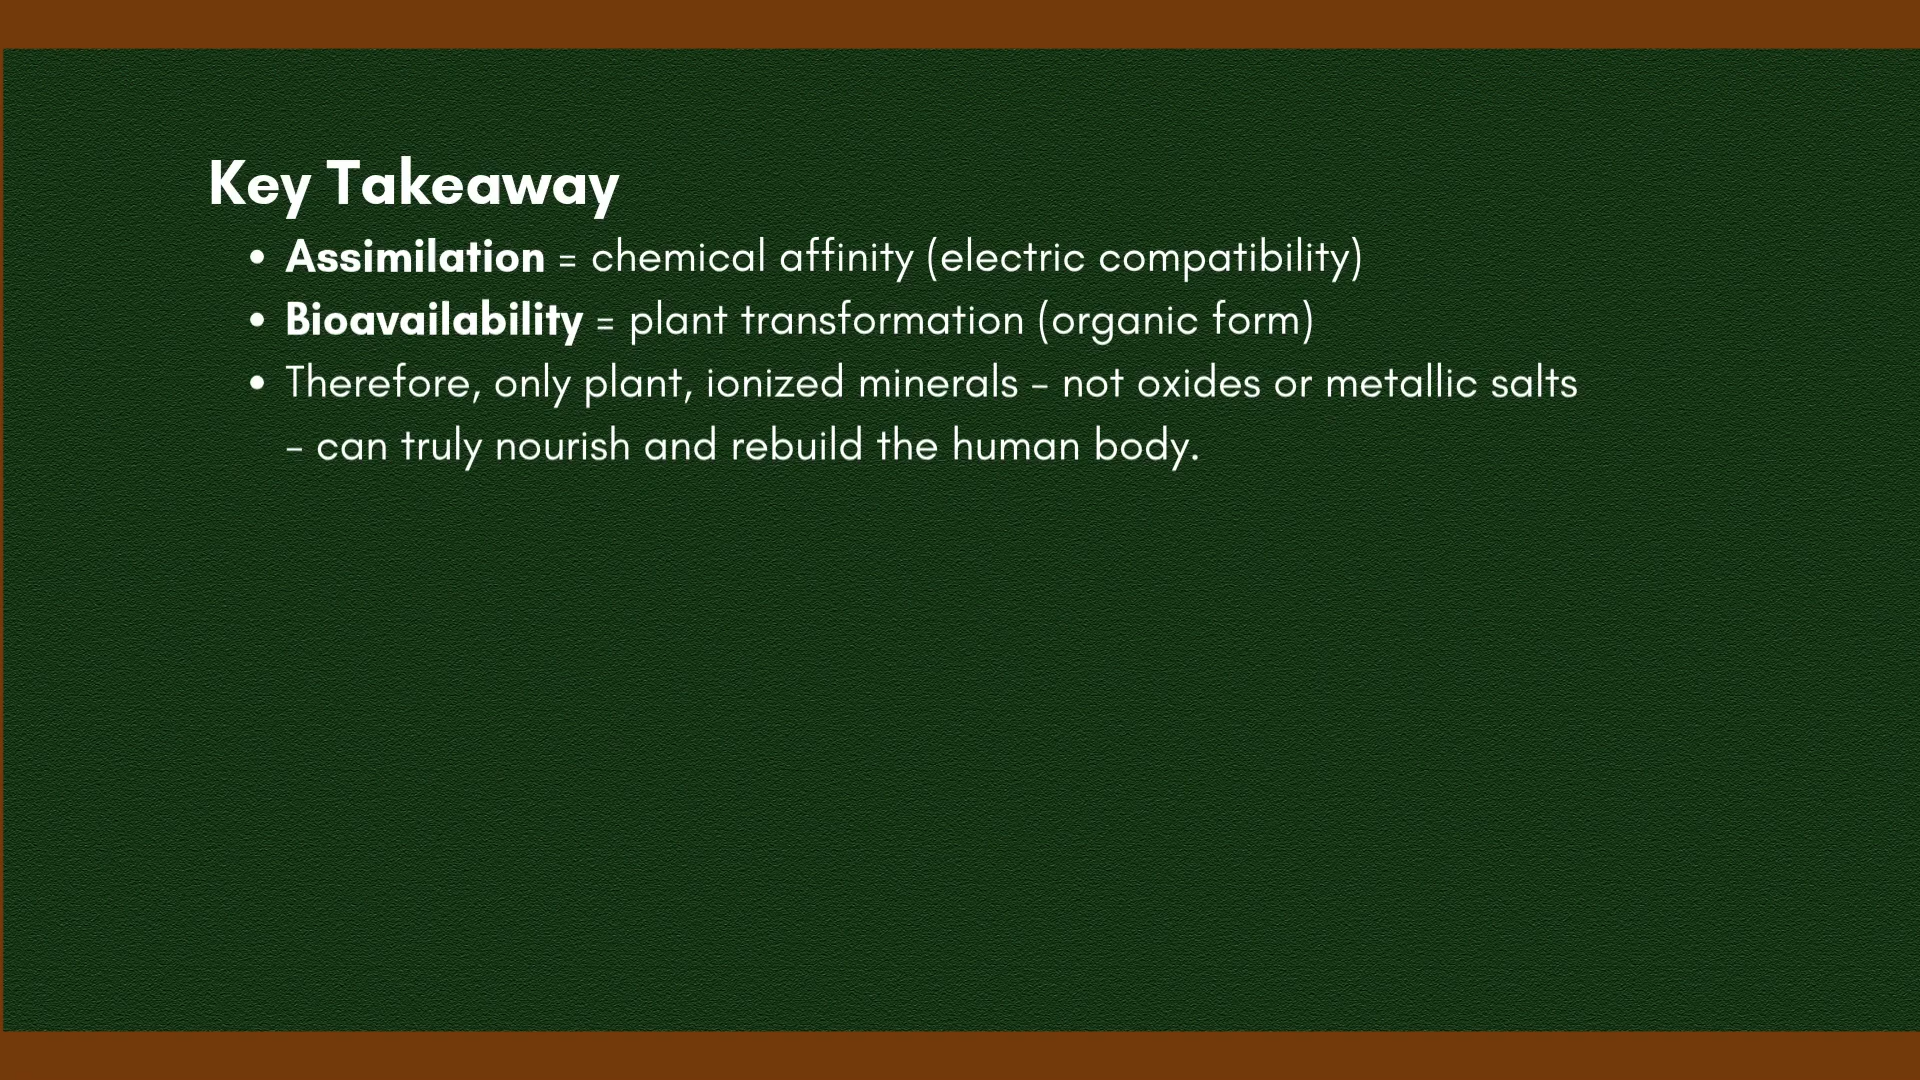 Key Takeaway
• Assimilation = chemical affinity (electric compatibility)
• Bioavailability = plant transformation (organic form)
• Therefore, only plant, ionized minerals – not oxides or metallic salts
– can truly nourish and rebuild the human body.